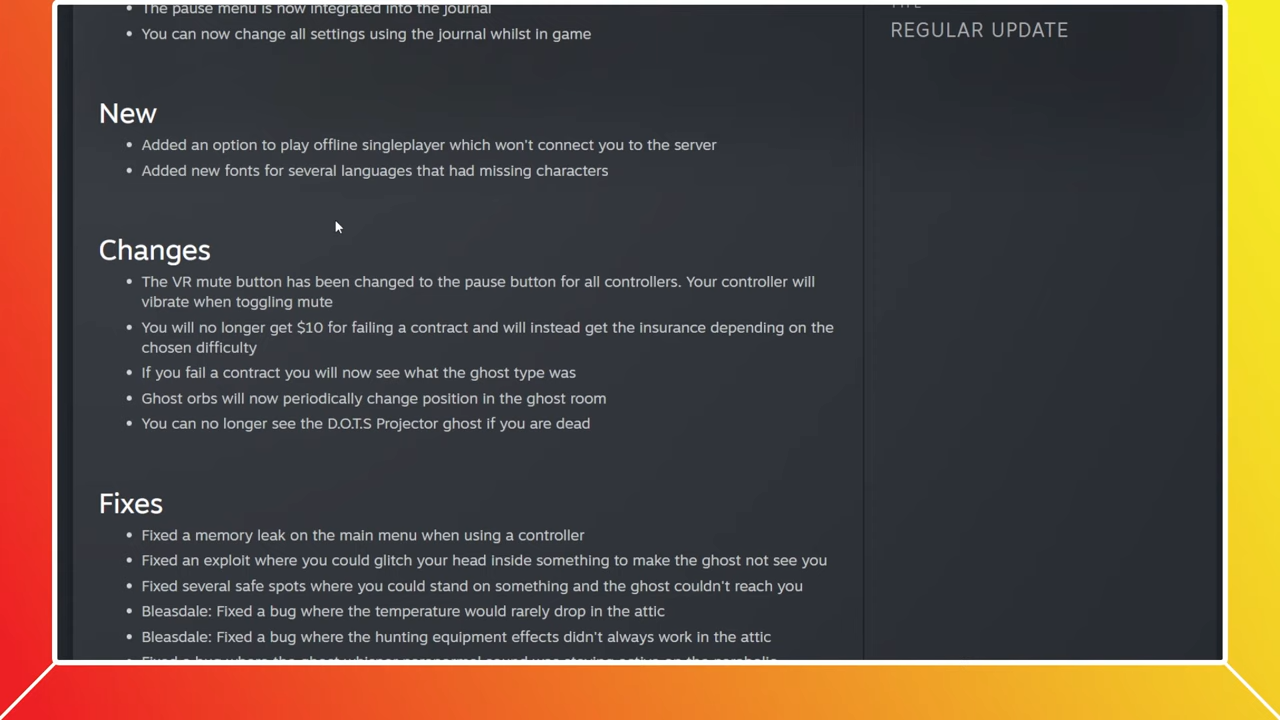 The pause menu is now integrated into the journal
You can now change all settings using the journal whilst in game
REGULAR UPDATE
New
Added an option to play offline singleplayer which won't connect you to the server
Added new fonts for several languages that had missing characters
Changes
The VR mute button has been changed to the pause button for all controllers. Your controller will
vibrate when toggling mute
You will no longer get $10 for failing a contract and will instead get the insurance depending on the
chosen difficulty
If you fail a contract you will now see what the ghost type was
Ghost orbs will now periodically change position in the ghost room
You can no longer see the D.O.T.S Projector ghost if you are dead
Fixes
Fixed a memory leak on the main menu when using a controller
Fixed an exploit where you could glitch your head inside something to make the ghost not see you
Fixed several safe spots where you could stand on something and the ghost couldn't reach you
Bleasdale: Fixed a bug where the temperature would rarely drop in the attic
Bleasdale: Fixed a bug where the hunting equipment effects didn't always work in the attic